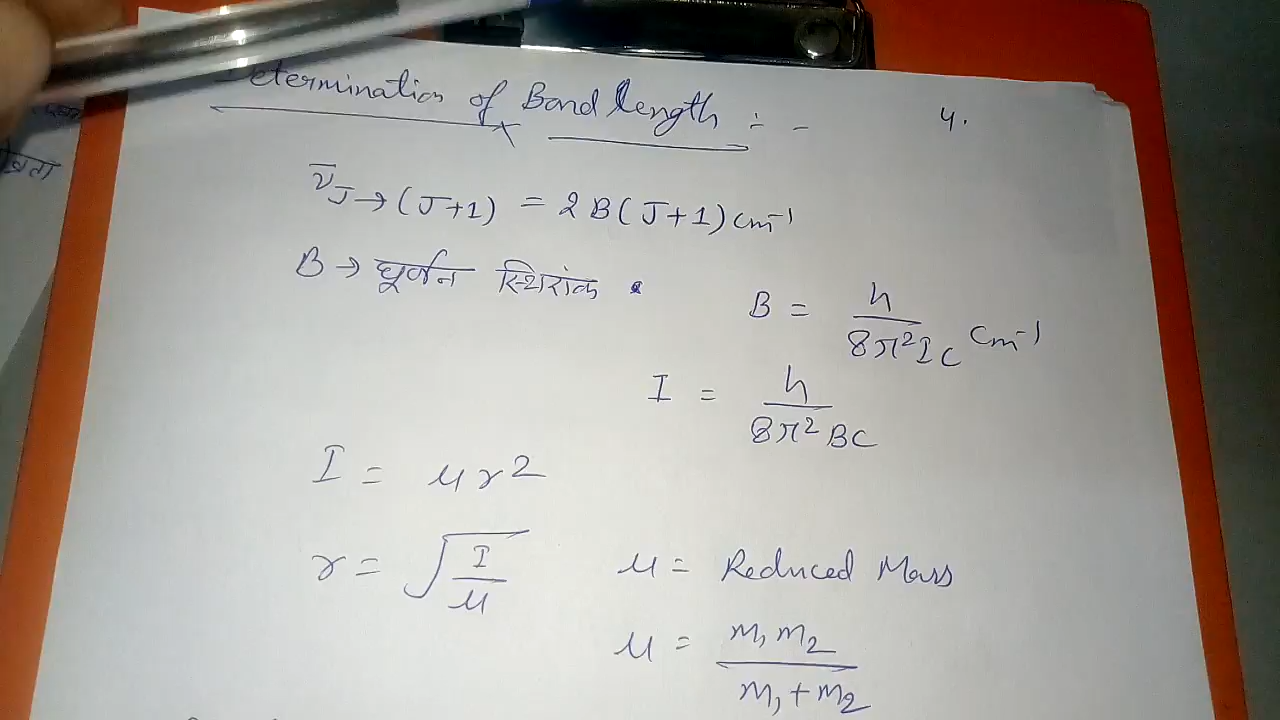 Determination of Bond length :- 4.
ν̄ J→(J+1) = 2B(J+1) cm⁻¹
B → घूर्णन स्थिरांक
B = h / 8π²Ic cm⁻¹
I = h / 8π²BC
I = μr²
r = √(I/μ) μ = Reduced Mass
μ = m₁m₂ / m₁+m₂